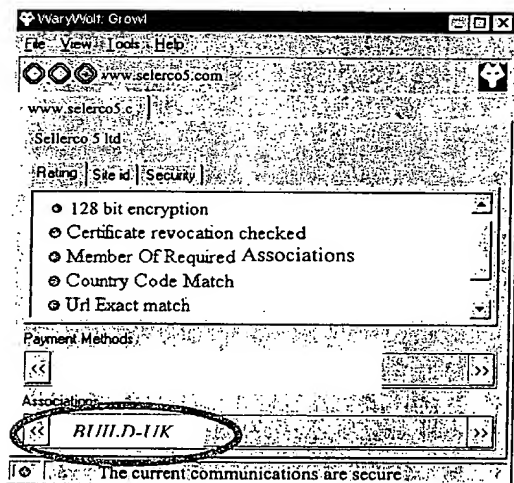 WaryWolf: Growl
File View Tools Help
www.selerco5.com
www.selerco5.c
Sellerco 5 ltd
Rating Site id Security
128 bit encryption
Certificate revocation checked
Member Of Required Associations
Country Code Match
Url Exact match
Payment Methods
<< >>
Associations
<< BUILD-UK >>
The current communications are secure